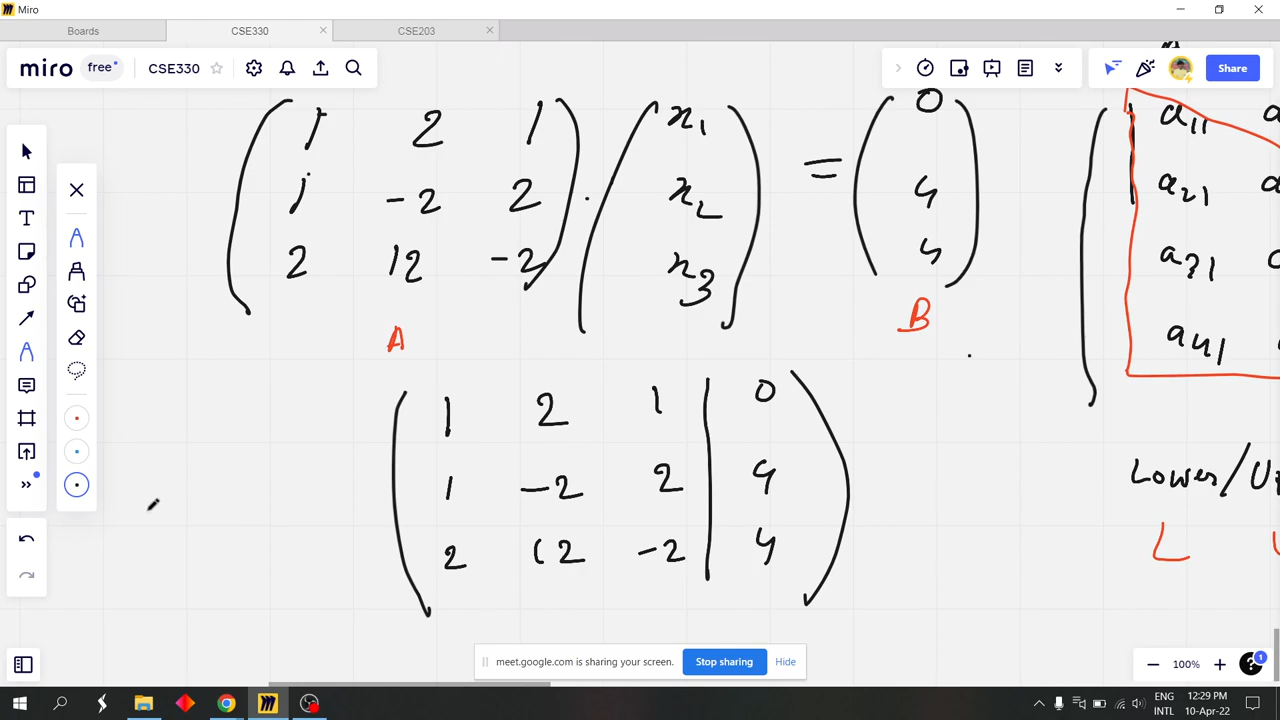 Miro
Boards
CSE330
CSE203
miro free CSE330
Share
1 2 1 x1 0
1 -2 2 . x2 = 4
2 12 -2 x3 4
A B
a11
a21
a31
a41
1 2 1 | 0
1 -2 2 | 4
2 12 -2 | 4
Lower/U
L
meet.google.com is sharing your screen. Stop sharing Hide
100% ? 1
ENG 12:29 PM
INTL 10-Apr-22